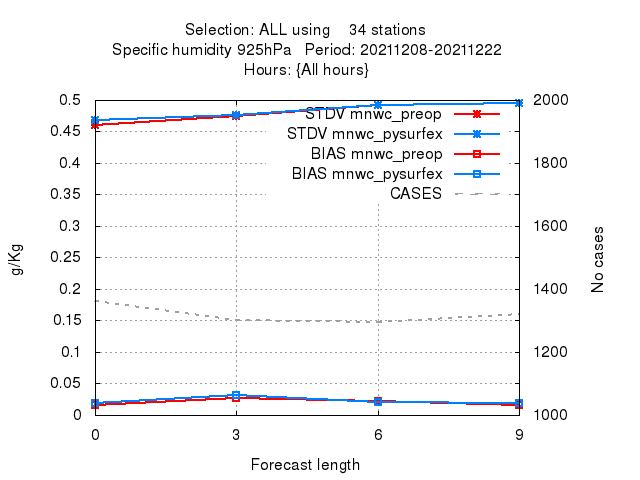 Selection: ALL using    34 stations
Specific humidity 925hPa   Period: 20211208-20211222
Hours: {All hours}
0.5
0.45
0.4
0.35
0.3
0.25
0.2
0.15
0.1
0.05
0
g/Kg
STDV mnwc_preop
STDV mnwc_pysurfex
BIAS mnwc_preop
BIAS mnwc_pysurfex
CASES
2000
1800
1600
1400
1200
1000
No cases
0
3
6
9
Forecast length